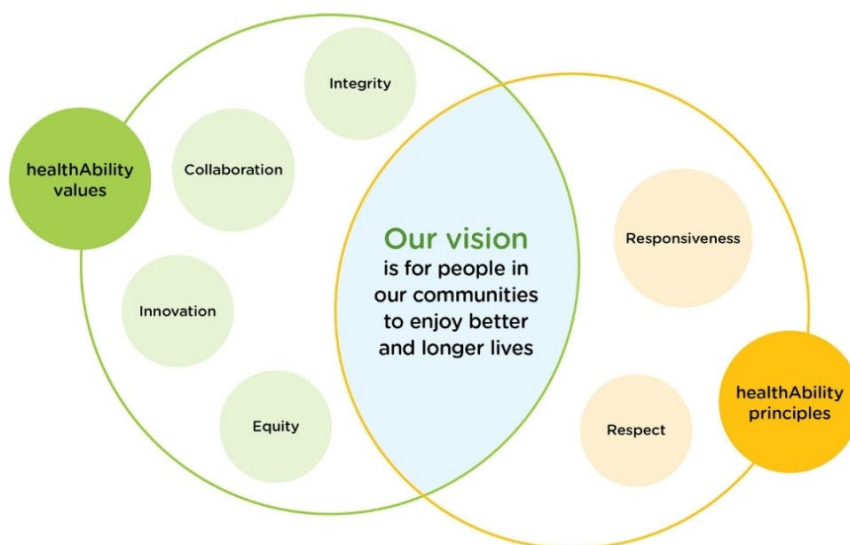 Integrity
healthAbility
values
Collaboration
Innovation
Equity
Our vision
is for people in
our communities
to enjoy better
and longer lives
Responsiveness
Respect
healthAbility
principles